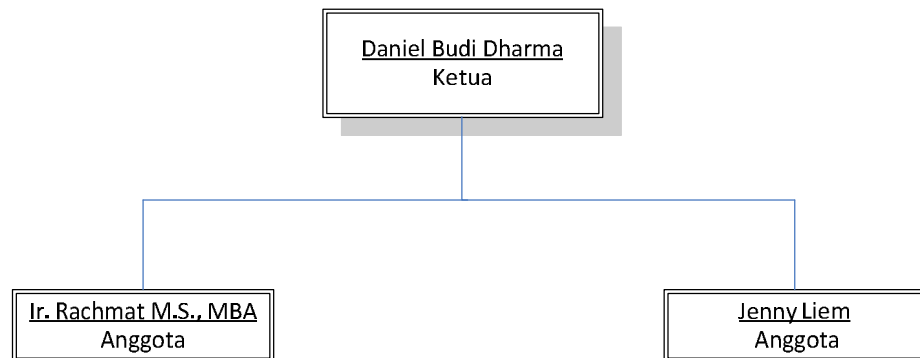 Daniel Budi Dharma
Ketua
Ir. Rachmat M.S., MBA
Anggota
Jenny Liem
Anggota